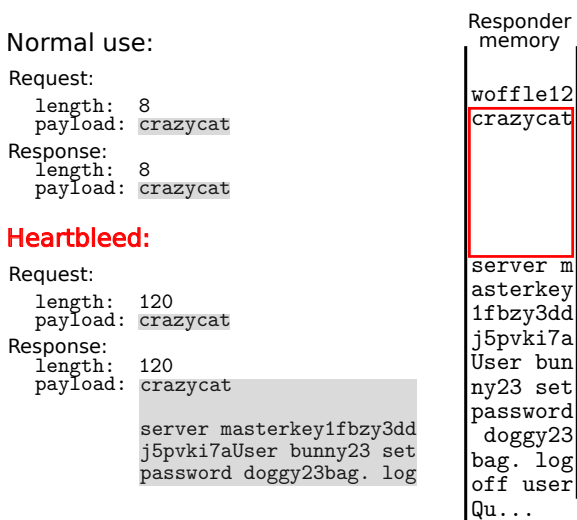 Normal use:
Request:
length: 8
payload: crazycat
Response:
length: 8
payload: crazycat
Heartbleed:
Request:
length: 120
payload: crazycat
Response:
length: 120
payload: crazycat
server masterkey1fbzy3dd
j5pvki7aUser bunny23 set
password doggy23bag. log
Responder
memory
woffle12
crazycat
server m
asterkey
1fbzy3dd
j5pvki7a
User bun
ny23 set
password
doggy23
bag. log
off user
Qu...